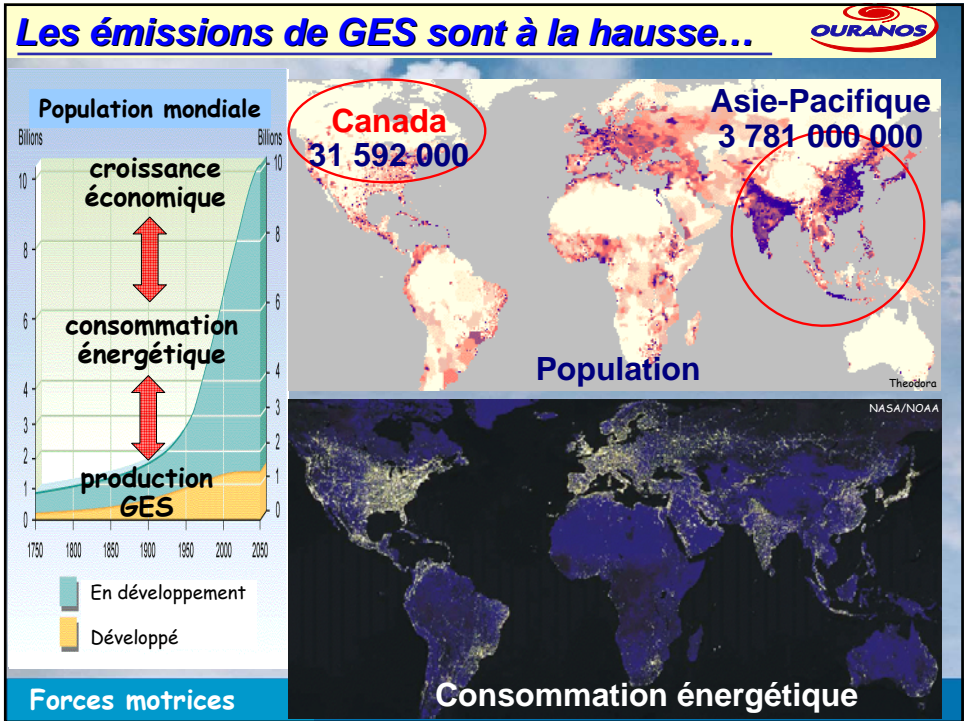 Les émissions de GES sont à la hausse...
OURANOS
Population mondiale
Billions
Billions
10
8
6
4
3
2
1
0
10
8
6
4
3
2
1
0
croissance
économique
consommation
énergétique
production
GES
1750 1800 1850 1900 1950 2000 2050
En développement
Développé
Canada
31 592 000
Asie-Pacifique
3 781 000 000
Population
Theodora
NASA/NOAA
Consommation énergétique
Forces motrices